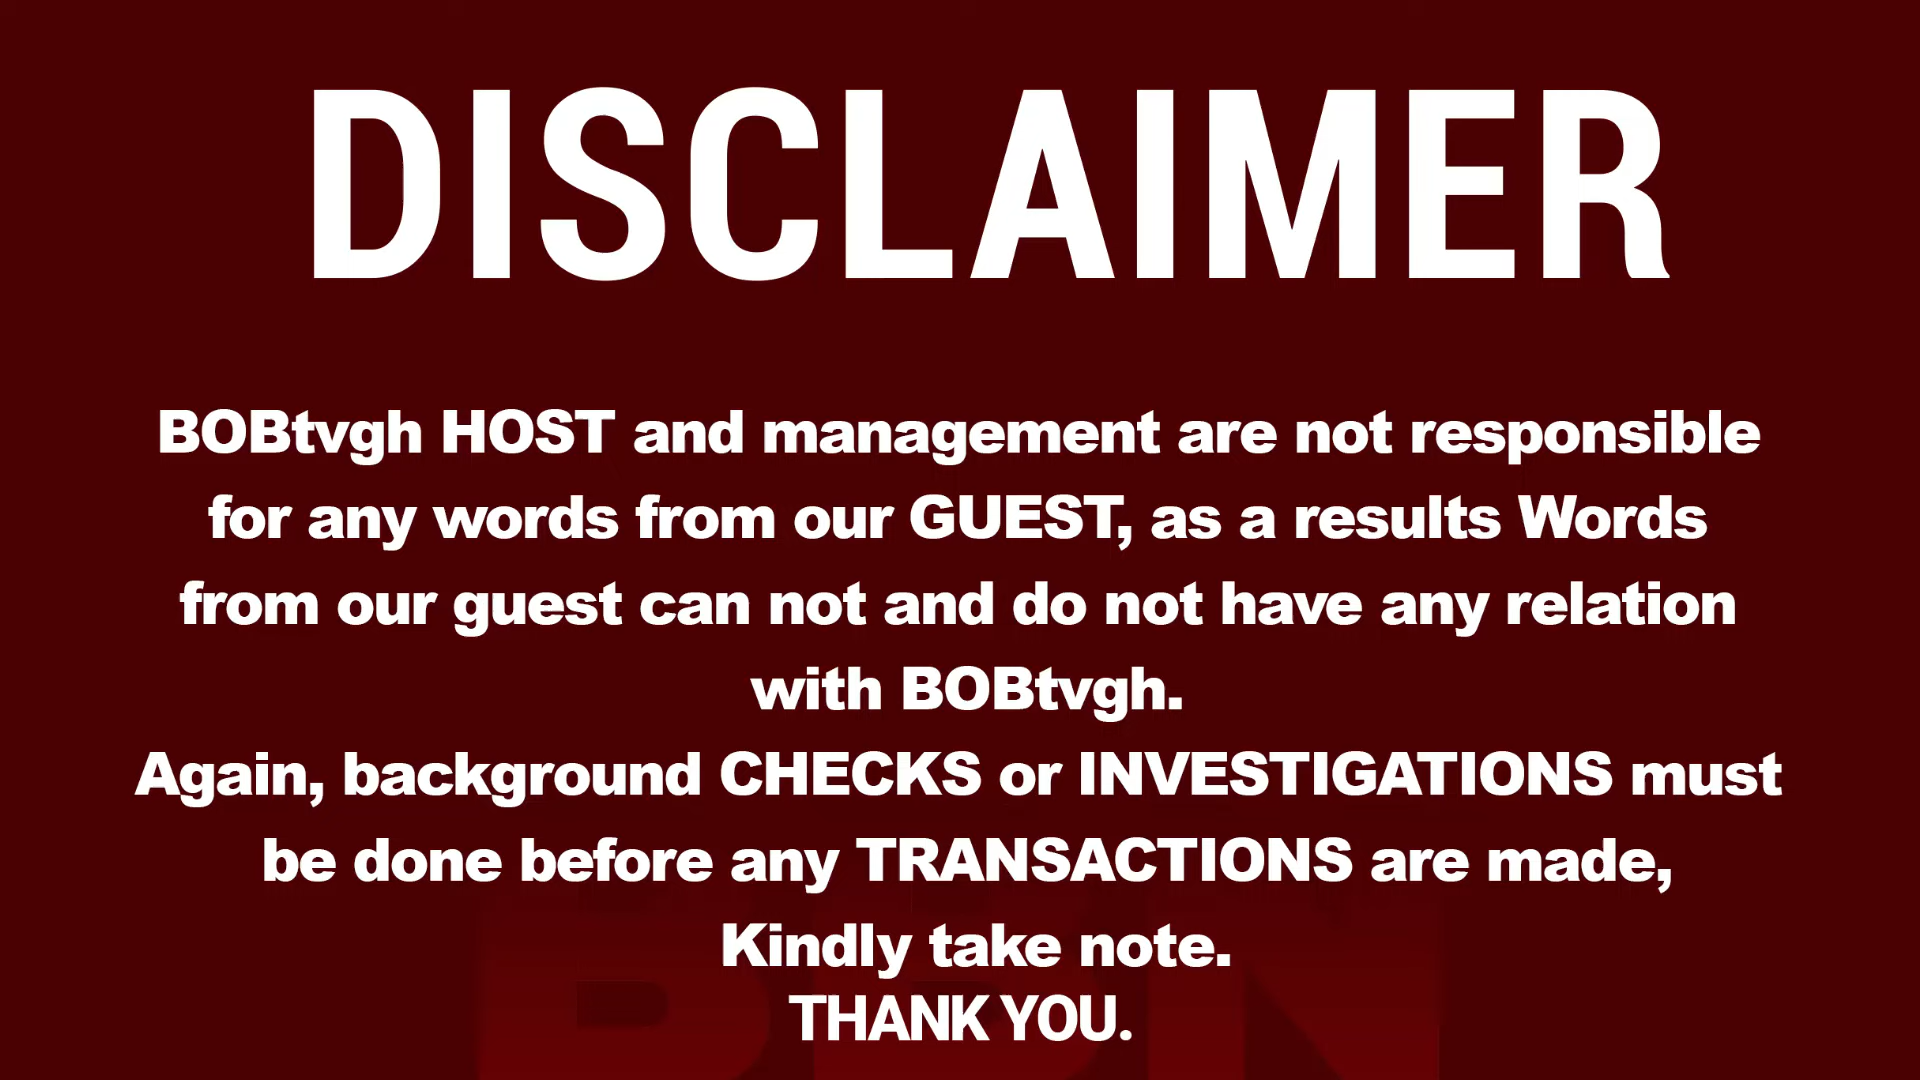 DISCLAIMER
BOBtvgh HOST and management are not responsible
for any words from our GUEST, as a results Words
from our guest can not and do not have any relation
with BOBtvgh.
Again, background CHECKS or INVESTIGATIONS must
be done before any TRANSACTIONS are made,
Kindly take note.
THANK YOU.